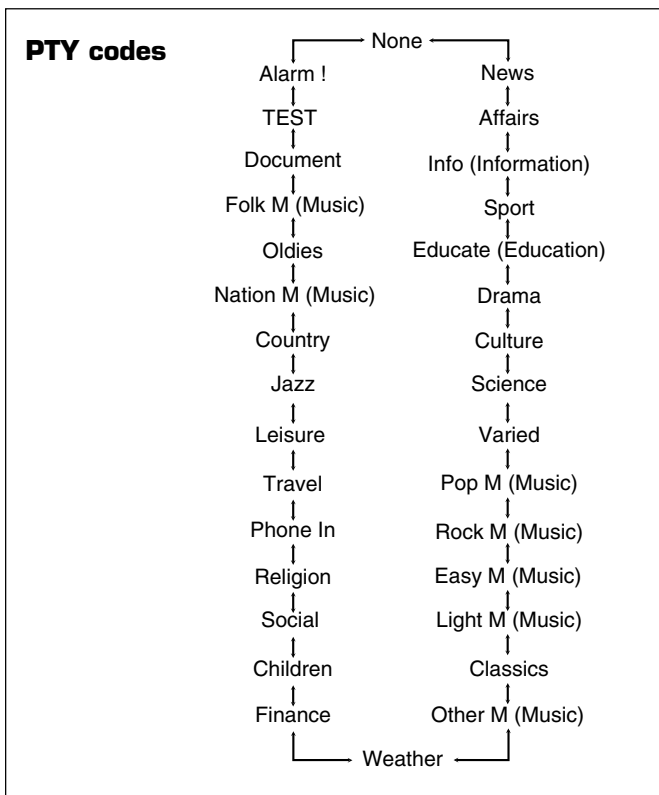 PTY codes
None
Alarm !
News
TEST
Affairs
Document
Info (Information)
Folk M (Music)
Sport
Oldies
Educate (Education)
Nation M (Music)
Drama
Country
Culture
Jazz
Science
Leisure
Varied
Travel
Pop M (Music)
Phone In
Rock M (Music)
Religion
Easy M (Music)
Social
Light M (Music)
Children
Classics
Finance
Other M (Music)
Weather